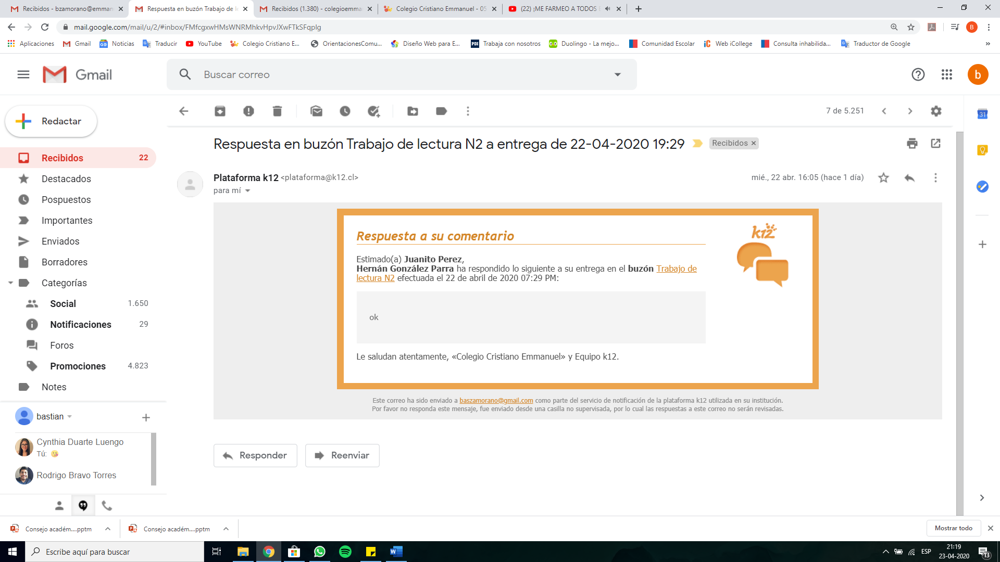 Recibidos - bzamorano@emman
Respuesta en buzón Trabajo de le
Recibidos (1.380) - colegioemma
Colegio Cristiano Emmanuel - 05
(22) ¡ME FARMEO A TODOS
mail.google.com/mail/u/2/#inbox/FMfcgxwHMsWNRMhkvHpvJXwFTkSFqplg
B
Aplicaciones
Gmail
Noticias
Traducir
YouTube
Colegio Cristiano E...
OrientacionesComu...
Diseño Web para E...
PDI Trabaja con nosotros
Duolingo - La mejo...
Comunidad Escolar
iC Web iCollege
Consulta inhabilida...
Traductor de Google
»
Gmail
Buscar correo
b
Redactar
7 de 5.251
31
Respuesta en buzón Trabajo de lectura N2 a entrega de 22-04-2020 19:29
Recibidos ×
Recibidos 22
Destacados
Pospuestos
Importantes
Enviados
Borradores
Categorías
Social 1.650
Notificaciones 29
Foros
Promociones 4.823
Notes
Plataforma k12 <plataforma@k12.cl>
mié., 22 abr. 16:05 (hace 1 día)
para mí
k12
Respuesta a su comentario
Estimado(a) Juanito Perez,
Hernán González Parra ha respondido lo siguiente a su entrega en el buzón Trabajo de
lectura N2 efectuada el 22 de abril de 2020 07:29 PM:
ok
Le saludan atentamente, «Colegio Cristiano Emmanuel» y Equipo k12.
Este correo ha sido enviado a baszamorano@gmail.com como parte del servicio de notificación de la plataforma k12 utilizada en su institución.
Por favor no responda este mensaje, fue enviado desde una casilla no supervisada, por lo cual las respuestas a este correo no serán revisadas.
Responder
Reenviar
bastian
Cynthia Duarte Luengo
Tú: 😘
Rodrigo Bravo Torres
Consejo académ....pptm
Consejo académ....pptm
Mostrar todo
Escribe aquí para buscar
ESP
21:19
23-04-2020
13